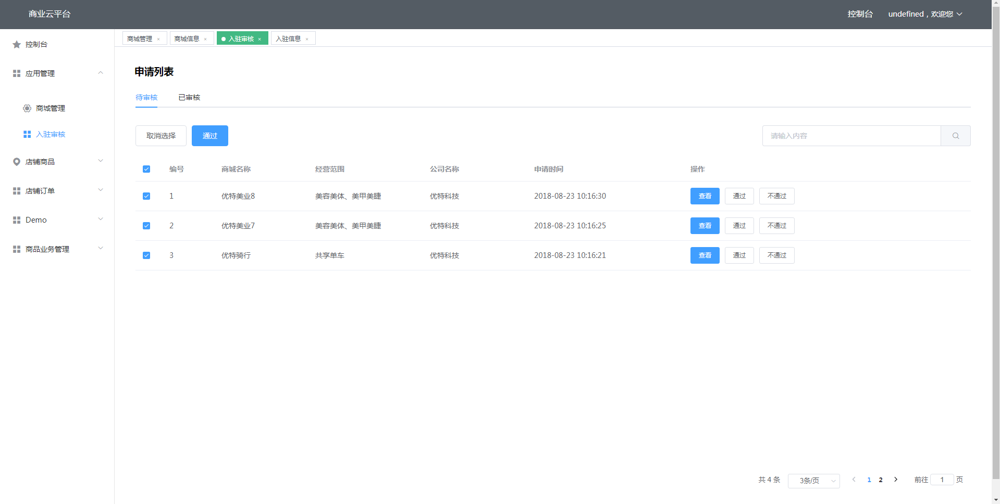 商业云平台
控制台
undefined，欢迎您
控制台
应用管理
商城管理
入驻审核
店铺商品
店铺订单
Demo
商品业务管理
商城管理 ×
商城信息 ×
入驻审核 ×
入驻信息 ×
申请列表
待审核 已审核
取消选择 通过
请输入内容
编号 商城名称 经营范围 公司名称 申请时间 操作
1 优特美业8 美容美体、美甲美睫 优特科技 2018-08-23 10:16:30 查看 通过 不通过
2 优特美业7 美容美体、美甲美睫 优特科技 2018-08-23 10:16:25 查看 通过 不通过
3 优特骑行 共享单车 优特科技 2018-08-23 10:16:21 查看 通过 不通过
共 4 条 3条/页 1 2 前往 1 页